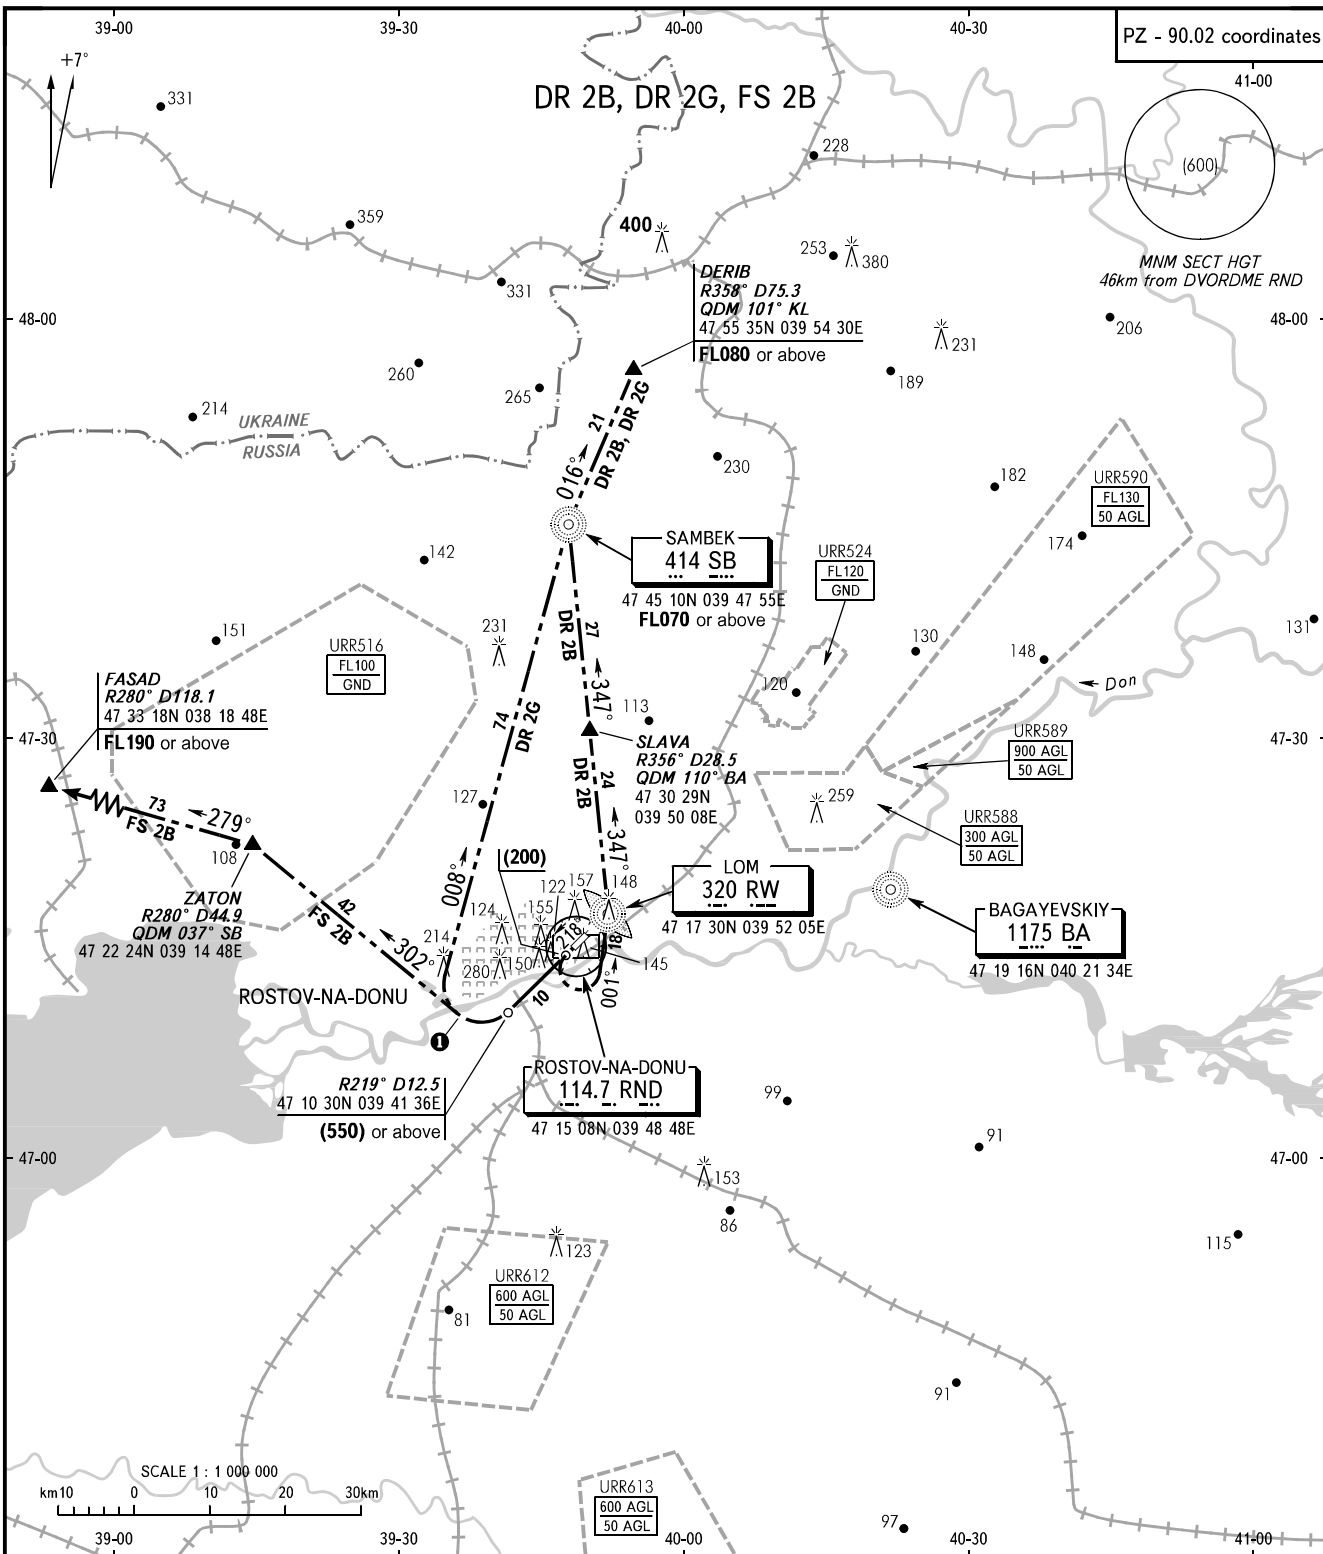 39-00
39-30
40-00
40-30
PZ - 90.02 coordinates
41-00
+7°
331
DR 2B, DR 2G, FS 2B
228
(600)
359
400
253
380
MNM SECT HGT
46km from DVORDME RND
331
DERIB
R358° D75.3
QDM 101° KL
47 55 35N 039 54 30E
FL080 or above
48-00
48-00
206
231
260
189
265
214
UKRAINE
RUSSIA
21
DR 2B, DR 2G
016°
230
182
URR590
FL130
50 AGL
174
142
SAMBEK
414 SB
47 45 10N 039 47 55E
FL070 or above
URR524
FL120
GND
151
URR516
FL100
GND
231
27
DR 2B
347°
130
148
131
120
Don
FASAD
R280° D118.1
47 33 18N 038 18 48E
FL190 or above
74
DR 2G
113
47-30
47-30
SLAVA
R356° D28.5
QDM 110° BA
47 30 29N
039 50 08E
URR589
900 AGL
50 AGL
73
FS 2B
279°
127
24
DR 2B
347°
259
URR588
300 AGL
50 AGL
108
(200)
LOM
320 RW
47 17 30N 039 52 05E
008°
ZATON
R280° D44.9
QDM 037° SB
47 22 24N 039 14 48E
42
FS 2B
302°
122
157
148
124
155
218°
18
214
280
150
145
001°
BAGAYEVSKIY
1175 BA
47 19 16N 040 21 34E
ROSTOV-NA-DONU
10
1
R219° D12.5
47 10 30N 039 41 36E
(550) or above
ROSTOV-NA-DONU
114.7 RND
47 15 08N 039 48 48E
99
91
47-00
47-00
153
86
115
123
URR612
600 AGL
50 AGL
81
91
SCALE 1 : 1 000 000
km10
0
10
20
30km
URR613
600 AGL
50 AGL
97
39-00
39-30
40-00
40-30
41-00